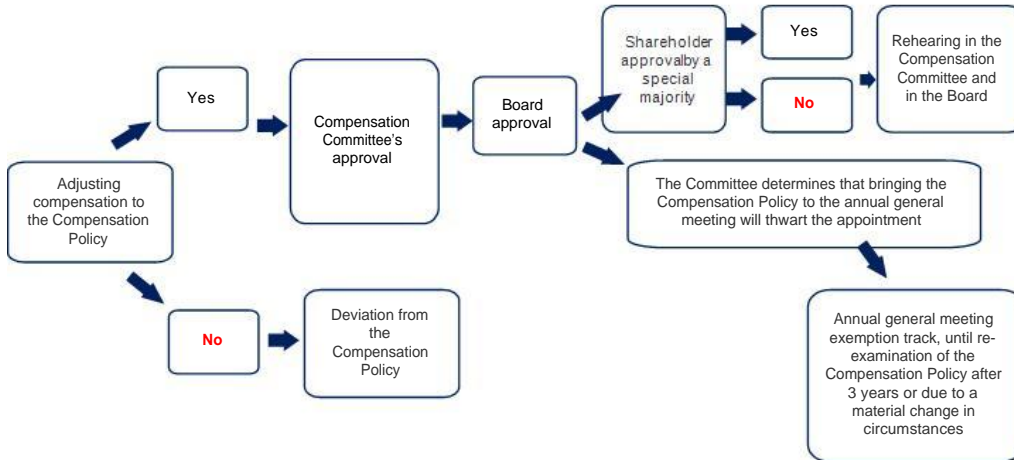 Adjusting
compensation to
the Compensation
Policy
Yes
Compensation
Committee's
approval
Board
approval
Shareholder
approvalby a
special
majority
Yes
No
Rehearing in the
Compensation
Committee and
in the Board
The Committee determines that bringing the
Compensation Policy to the annual general
meeting will thwart the appointment
Annual general meeting
exemption track, until re-
examination of the
Compensation Policy after
3 years or due to a
material change in
circumstances
No
Deviation from
the
Compensation
Policy